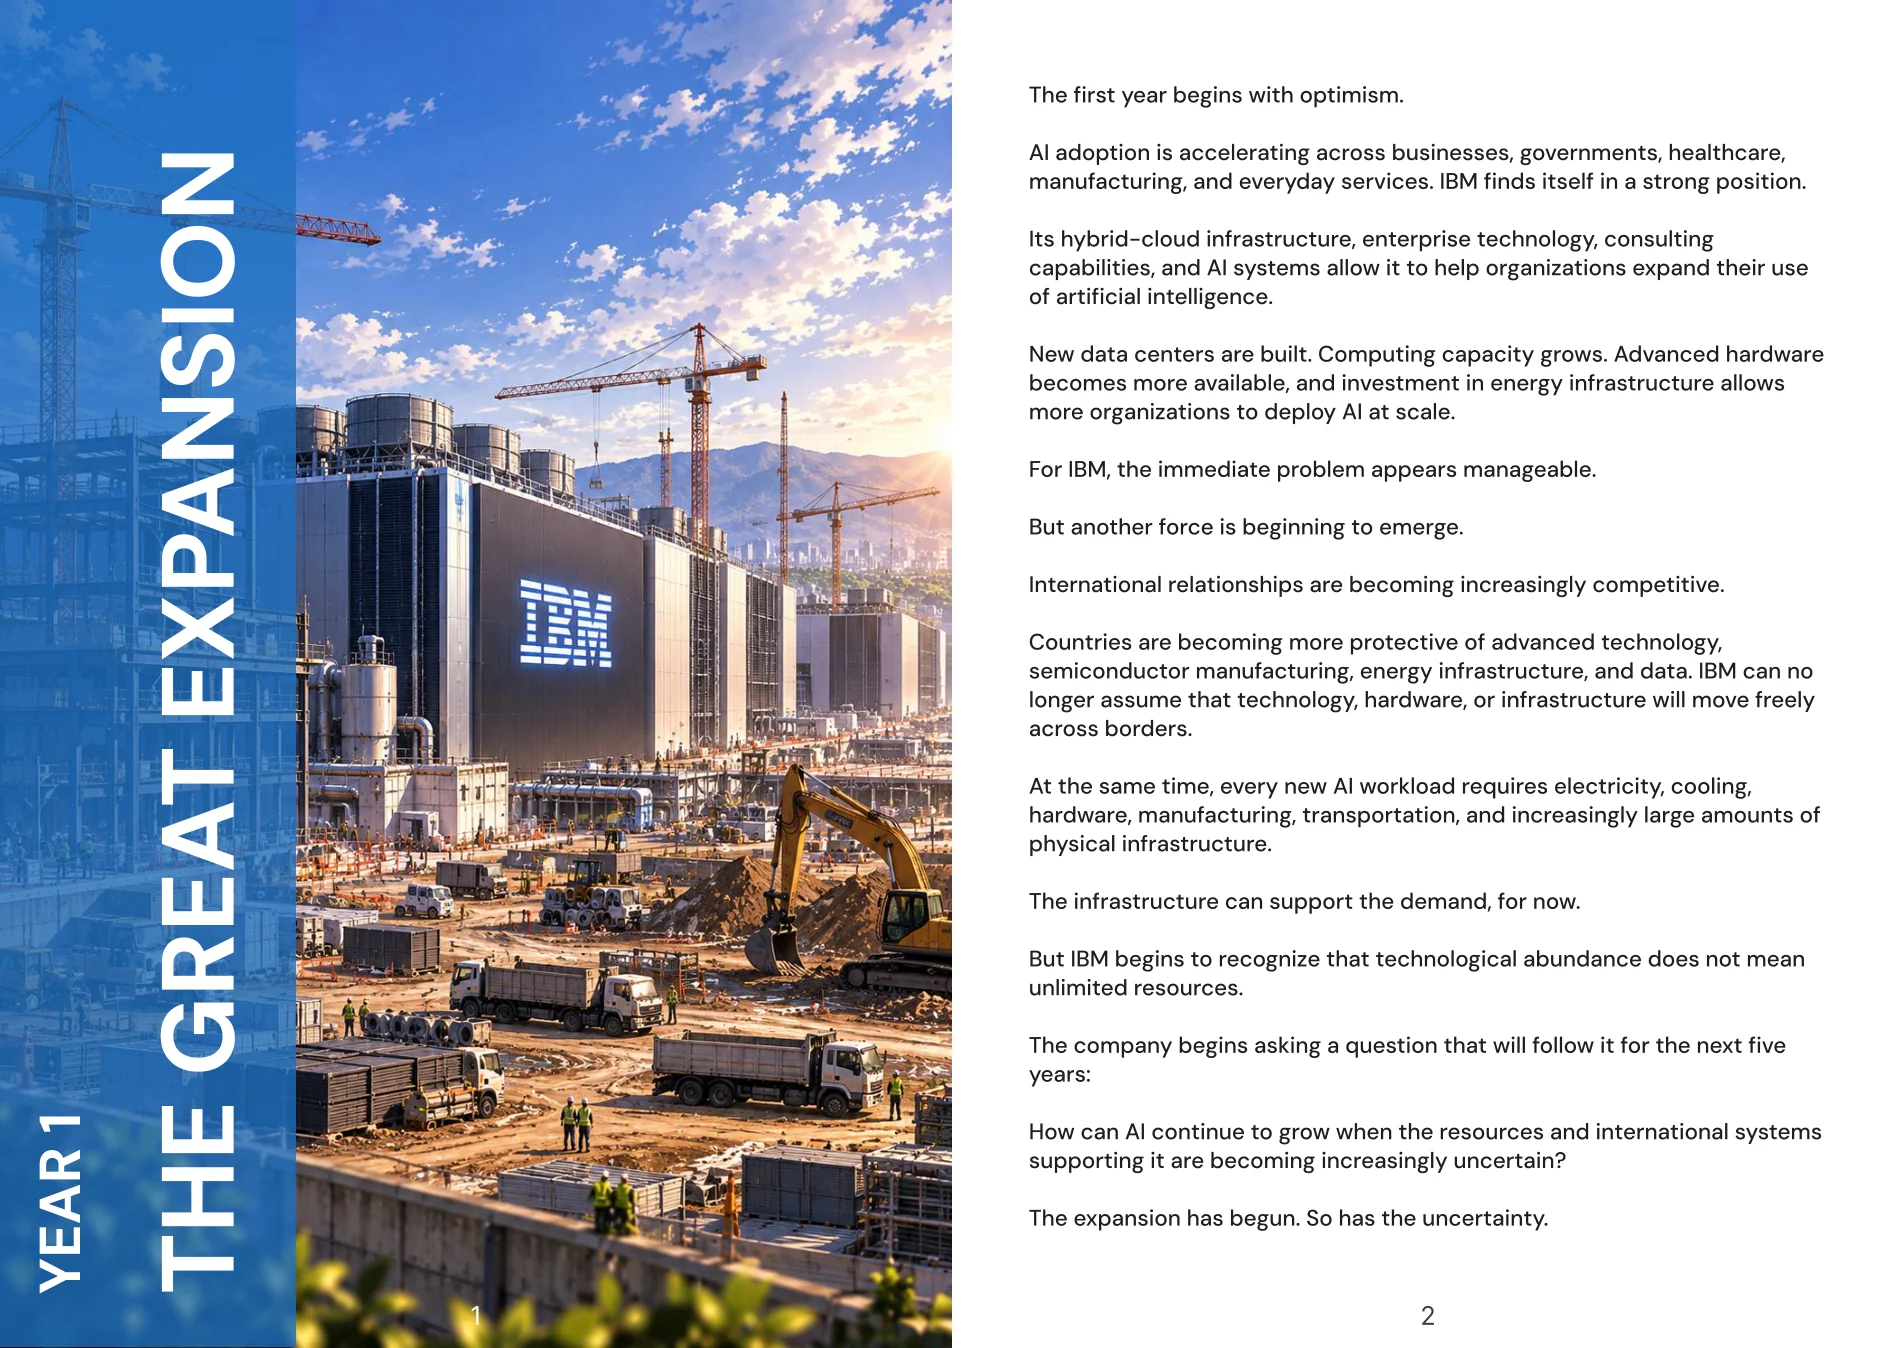 YEAR 1
THE GREAT EXPANSION
IBM
1
The first year begins with optimism.
AI adoption is accelerating across businesses, governments, healthcare,
manufacturing, and everyday services. IBM finds itself in a strong position.
Its hybrid-cloud infrastructure, enterprise technology, consulting
capabilities, and AI systems allow it to help organizations expand their use
of artificial intelligence.
New data centers are built. Computing capacity grows. Advanced hardware
becomes more available, and investment in energy infrastructure allows
more organizations to deploy AI at scale.
For IBM, the immediate problem appears manageable.
But another force is beginning to emerge.
International relationships are becoming increasingly competitive.
Countries are becoming more protective of advanced technology,
semiconductor manufacturing, energy infrastructure, and data. IBM can no
longer assume that technology, hardware, or infrastructure will move freely
across borders.
At the same time, every new AI workload requires electricity, cooling,
hardware, manufacturing, transportation, and increasingly large amounts of
physical infrastructure.
The infrastructure can support the demand, for now.
But IBM begins to recognize that technological abundance does not mean
unlimited resources.
The company begins asking a question that will follow it for the next five
years:
How can AI continue to grow when the resources and international systems
supporting it are becoming increasingly uncertain?
The expansion has begun. So has the uncertainty.
2